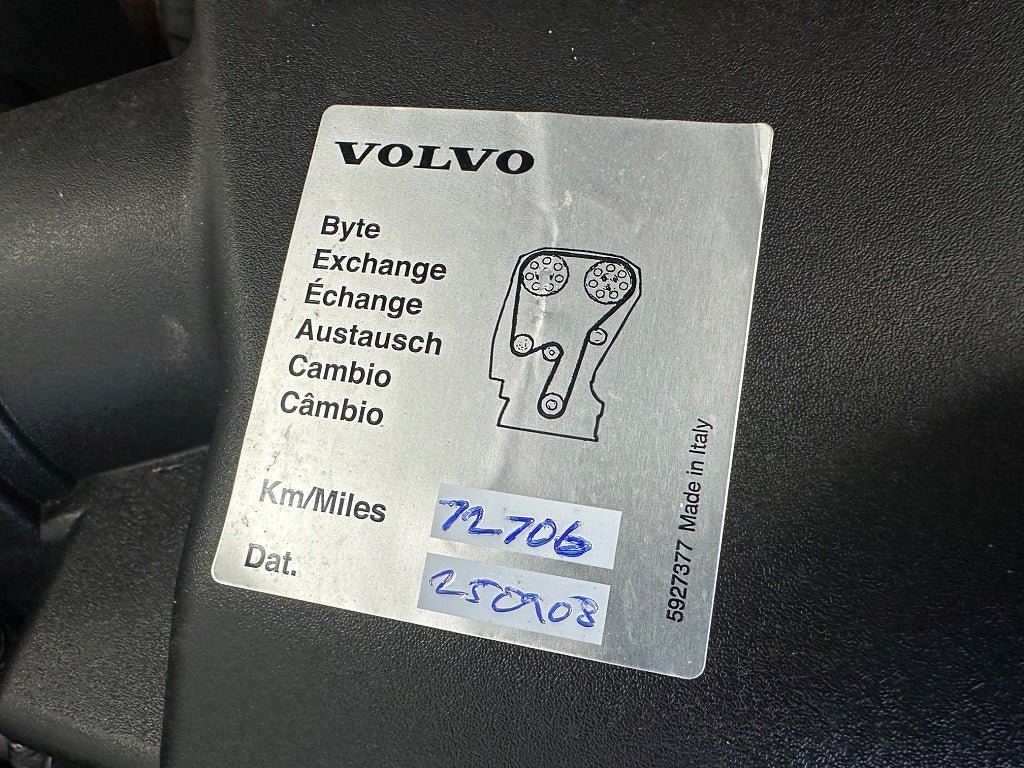 VOLVO
Byte
Exchange
Échange
Austausch
Cambio
Câmbio
Km/Miles 72706
Dat. 250908
5927377 Made in Italy